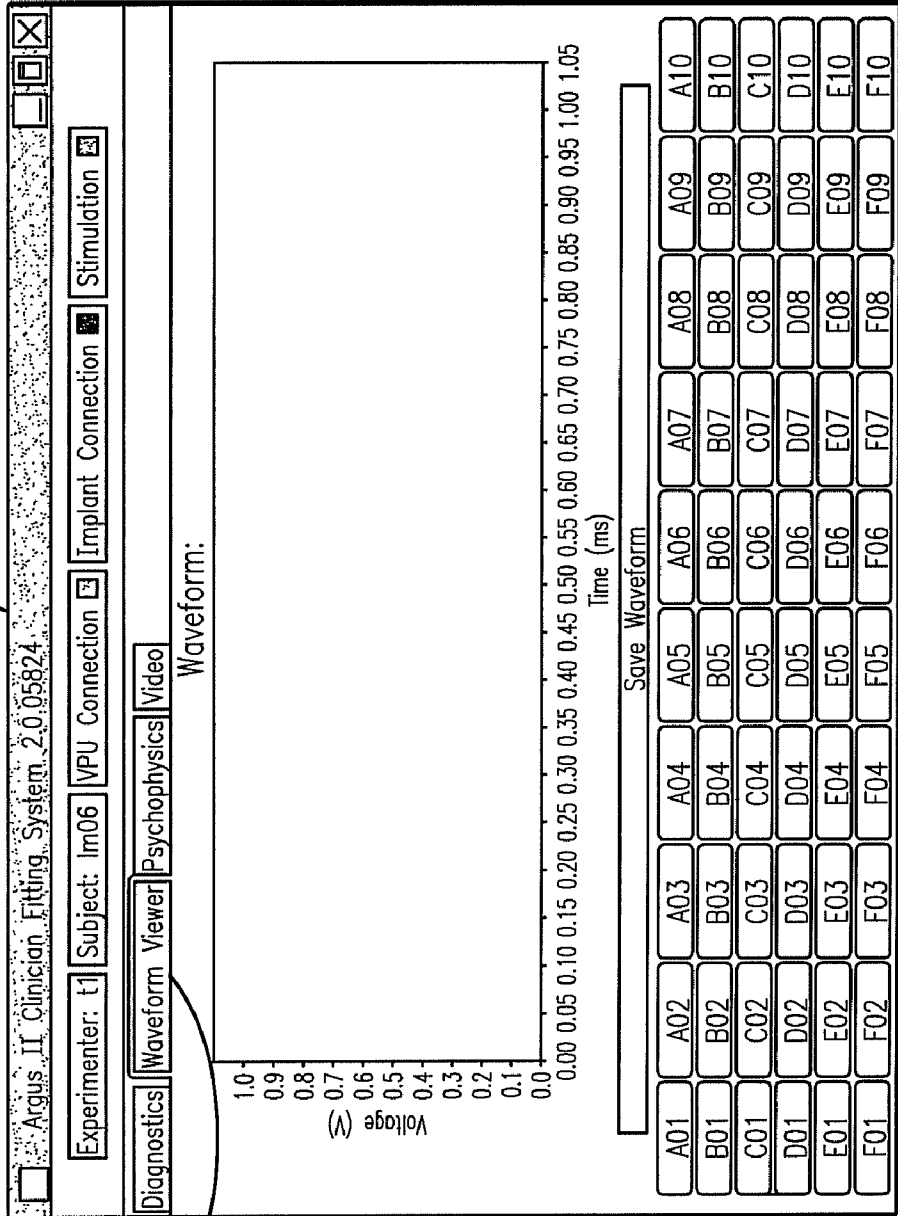 Argus II Clinician Fitting System 2.0.05824
Experimenter: t1 Subject: lm06 VPU Connection Implant Connection Stimulation
Diagnostics Waveform Viewer Psychophysics Video
Waveform:
Voltage (V)
1.0
0.9
0.8
0.7
0.6
0.5
0.4
0.3
0.2
0.1
0.0
0.00 0.05 0.10 0.15 0.20 0.25 0.30 0.35 0.40 0.45 0.50 0.55 0.60 0.65 0.70 0.75 0.80 0.85 0.90 0.95 1.00 1.05
Time (ms)
Save Waveform
A01 A02 A03 A04 A05 A06 A07 A08 A09 A10
B01 B02 B03 B04 B05 B06 B07 B08 B09 B10
C01 C02 C03 C04 C05 C06 C07 C08 C09 C10
D01 D02 D03 D04 D05 D06 D07 D08 D09 D10
E01 E02 E03 E04 E05 E06 E07 E08 E09 E10
F01 F02 F03 F04 F05 F06 F07 F08 F09 F10